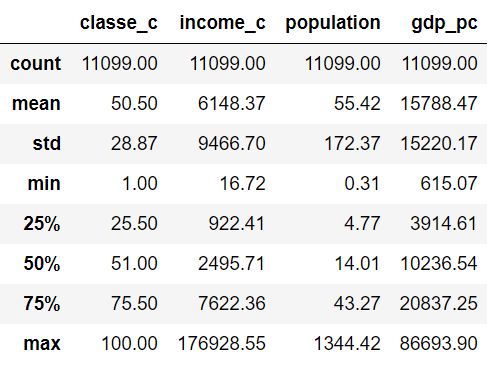 classe_c income_c population gdp_pc
count 11099.00 11099.00 11099.00 11099.00
mean 50.50 6148.37 55.42 15788.47
std 28.87 9466.70 172.37 15220.17
min 1.00 16.72 0.31 615.07
25% 25.50 922.41 4.77 3914.61
50% 51.00 2495.71 14.01 10236.54
75% 75.50 7622.36 43.27 20837.25
max 100.00 176928.55 1344.42 86693.90